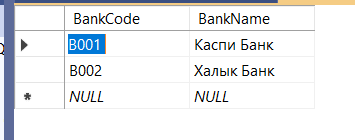 BankCode BankName
B001 Каспи Банк
B002 Халык Банк
* NULL NULL